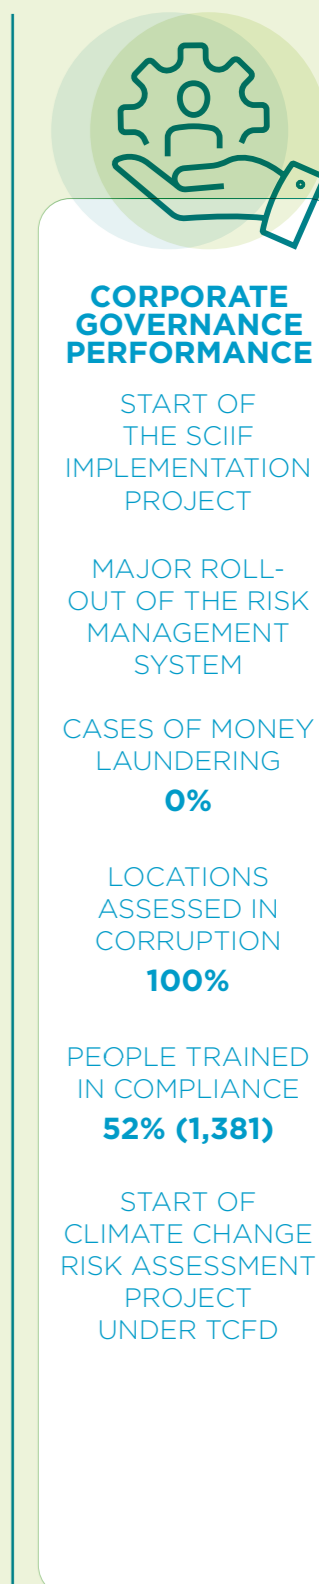 CORPORATE
GOVERNANCE
PERFORMANCE
START OF
THE SCIIF
IMPLEMENTATION
PROJECT
MAJOR ROLL-
OUT OF THE RISK
MANAGEMENT
SYSTEM
CASES OF MONEY
LAUNDERING
0%
LOCATIONS
ASSESSED IN
CORRUPTION
100%
PEOPLE TRAINED
IN COMPLIANCE
52% (1,381)
START OF
CLIMATE CHANGE
RISK ASSESSMENT
PROJECT
UNDER TCFD